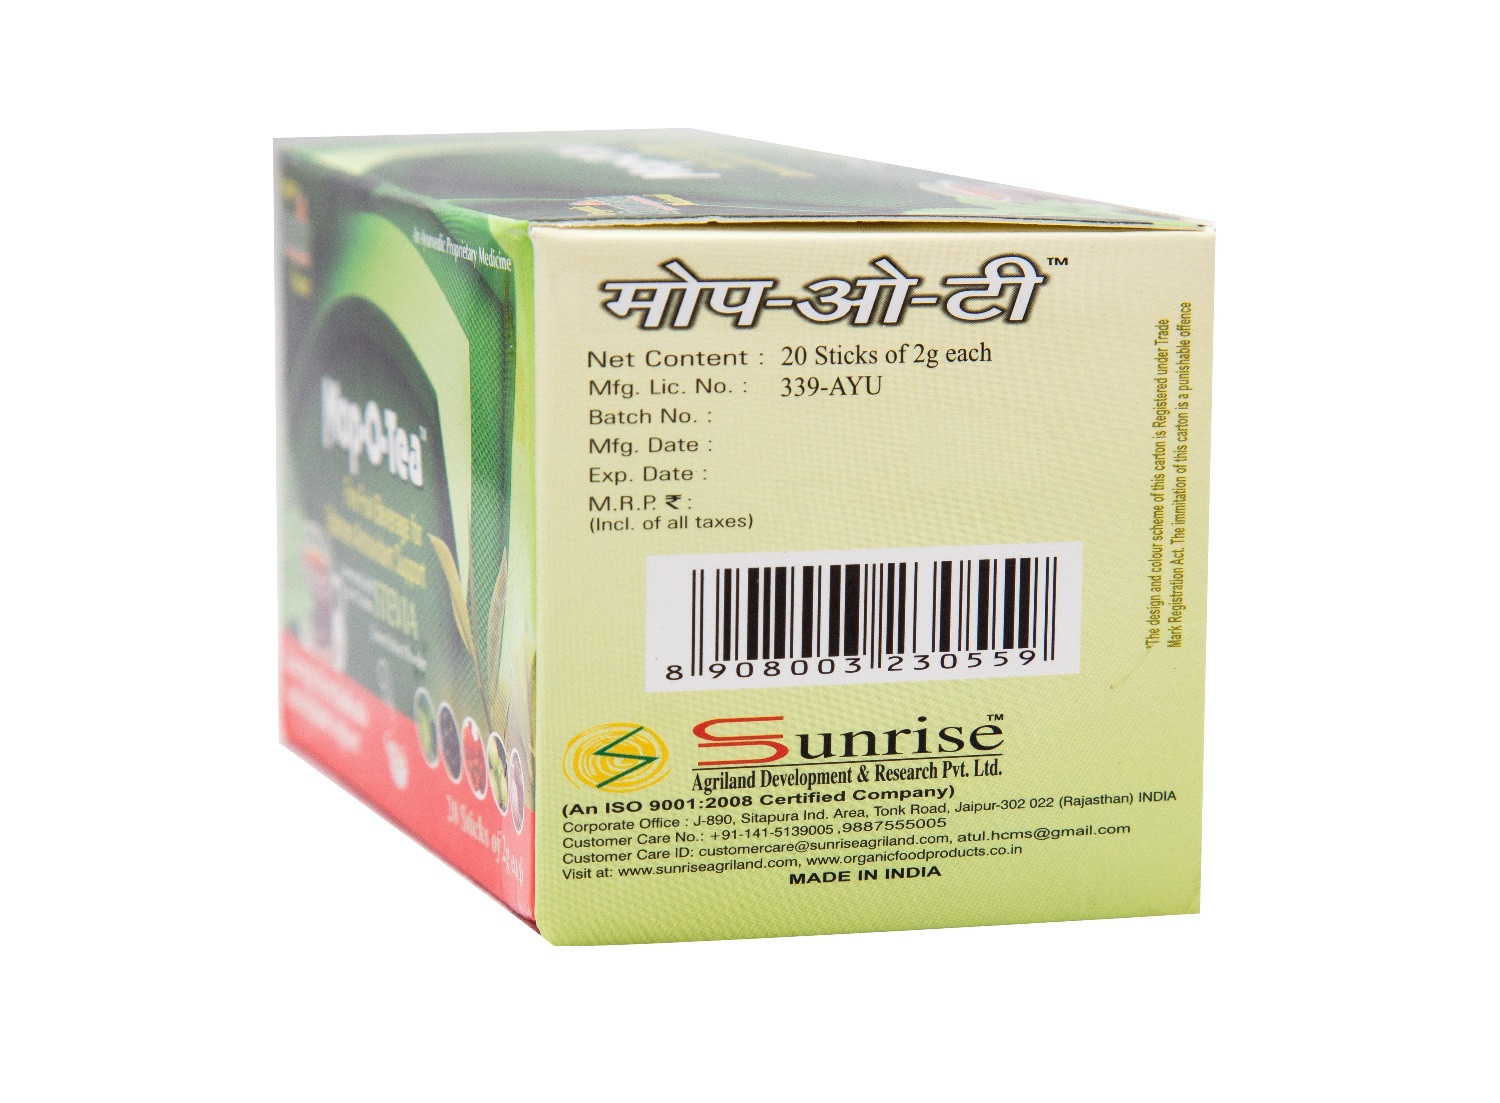 An Ayurvedic Proprietary Medicine
Mop-O-Tea™
The First Beverage for
STEVIA
20 Sticks of 2g each
मोप-ओ-टी™
Net Content : 20 Sticks of 2g each
Mfg. Lic. No. : 339-AYU
Batch No. :
Mfg. Date :
Exp. Date :
M.R.P. ₹ :
(Incl. of all taxes)
8 908003 230559
Sunrise™
Agriland Development & Research Pvt. Ltd.
(An ISO 9001:2008 Certified Company)
Corporate Office : J-890, Sitapura Ind. Area, Tonk Road, Jaipur-302 022 (Rajasthan) INDIA
Customer Care No.: +91-141-5139005 ,9887555005
Customer Care ID: customercare@sunriseagriland.com, atul.hcms@gmail.com
Visit at: www.sunriseagriland.com, www.organicfoodproducts.co.in
MADE IN INDIA
*The design and colour scheme of this carton is Registered under Trade
Mark Registration Act. The immitation of this carton is a punishable offence